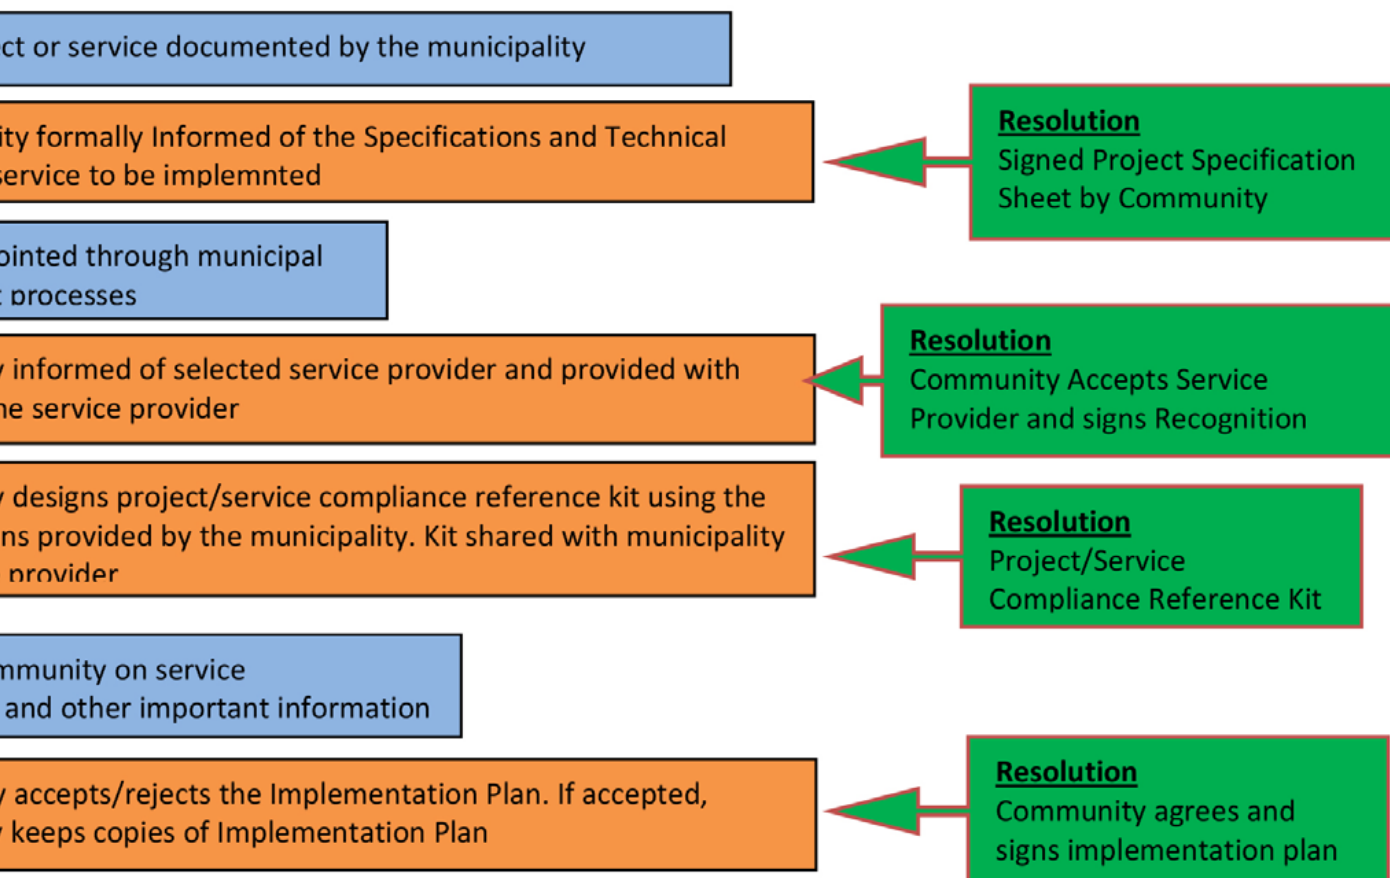 ct or service documented by the municipality
ity formally Informed of the Specifications and Technical
service to be implemnted
Resolution
Signed Project Specification
Sheet by Community
ointed through municipal
processes
informed of selected service provider and provided with
he service provider
Resolution
Community Accepts Service
Provider and signs Recognition
designs project/service compliance reference kit using the
ns provided by the municipality. Kit shared with municipality
provider
Resolution
Project/Service
Compliance Reference Kit
mmunity on service
and other important information
accepts/rejects the Implementation Plan. If accepted,
keeps copies of Implementation Plan
Resolution
Community agrees and
signs implementation plan